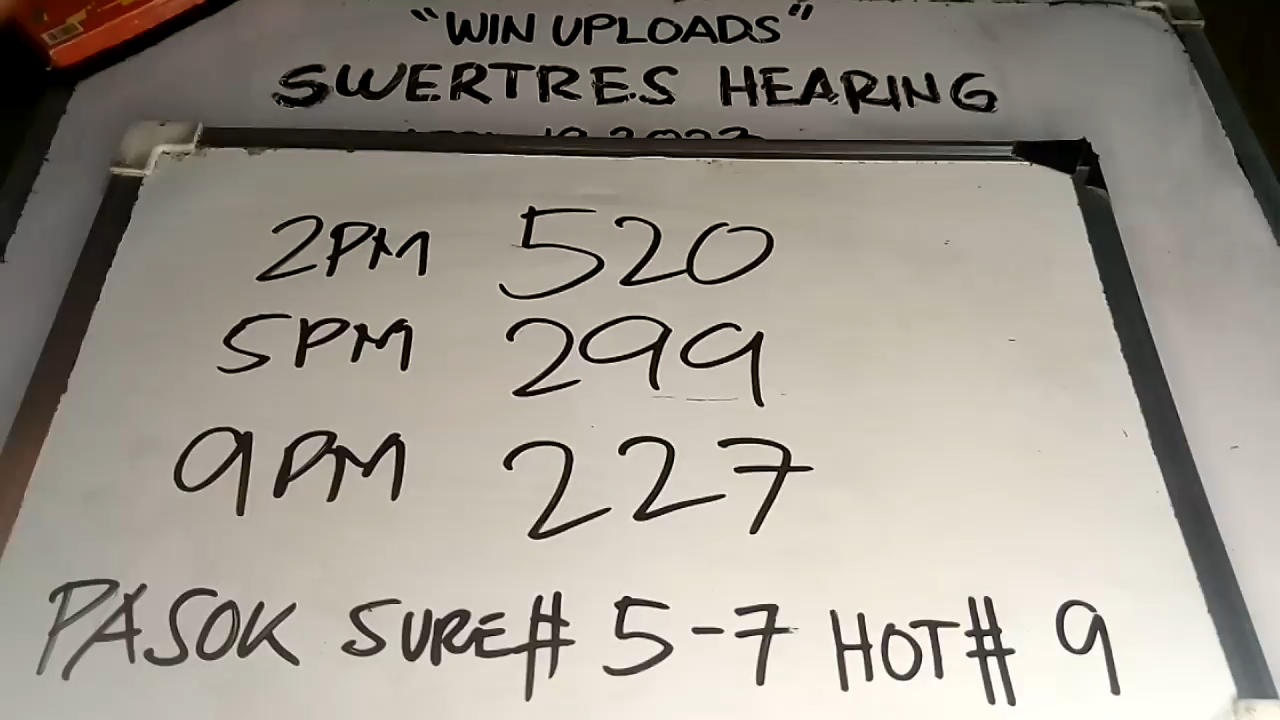 "WIN UPLOADS"
SWERTRES HEARING
2PM 520
5PM 299
9PM 227
PASOK SURE# 5-7 HOT# 9